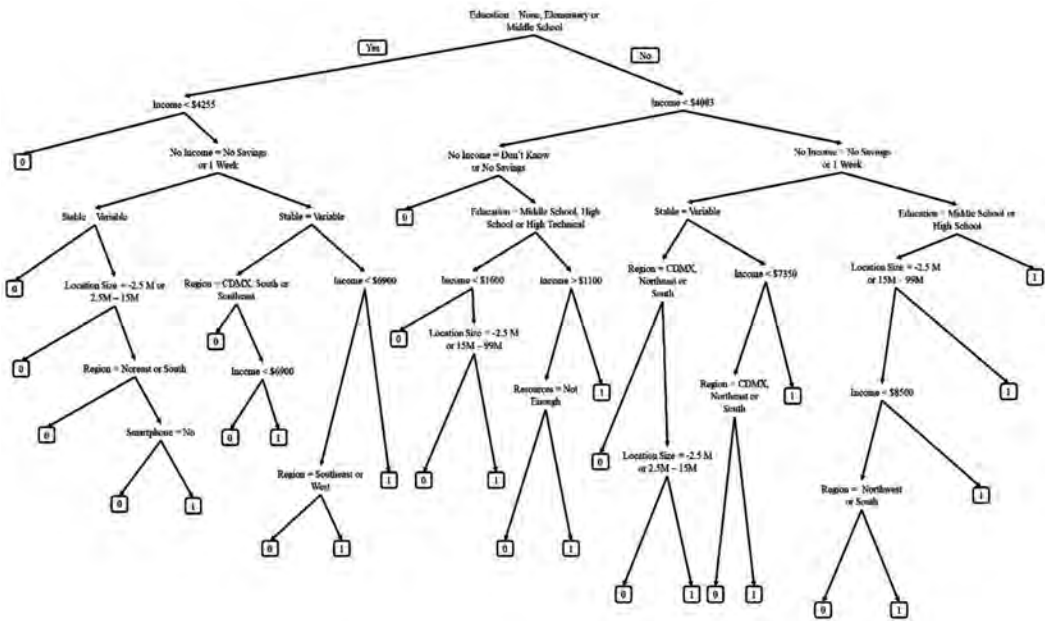 Education = None, Elementary or
Middle School
Yes
No
Income < $4255
Income < $4003
0
No Income = No Savings
or 1 Week
No Income = Don't Know
or No Savings
No Income = No Savings
or 1 Week
Stable = Variable
Stable = Variable
0
Education = Middle School, High
School or High Technical
Stable = Variable
Education = Middle School or
High School
0
Location Size = -2.5 M or
2.5M – 15M
Region = CDMX, South or
Southeast
Income < $6900
Income < $1600
Income > $1100
Region = CDMX,
Northeast or
South
Income < $7350
Location Size = -2.5 M
or 15M – 99M
1
0
Region = Noreast or South
0
Income < $6900
0
Location Size = -2.5 M
or 15M – 99M
Resources = Not
Enough
1
Region = CDMX,
Northeast or
South
1
Income < $8500
1
0
Smartphone = No
0
1
Region = Southeast or
West
1
0
1
0
Location Size = -2.5 M
or 2.5M – 15M
Region = Northwest
or South
1
0
1
0
1
0
1
0
1
0
1
0
1